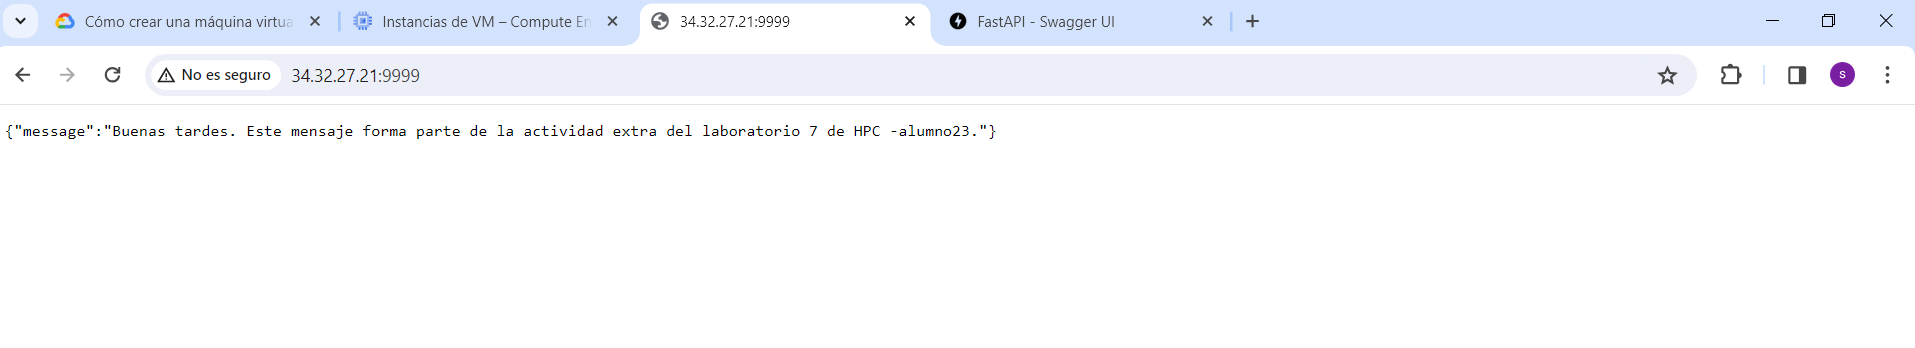 Cómo crear una máquina virtua
Instancias de VM – Compute En
34.32.27.21:9999
FastAPI - Swagger UI
No es seguro
34.32.27.21:9999
S
{"message":"Buenas tardes. Este mensaje forma parte de la actividad extra del laboratorio 7 de HPC -alumno23."}